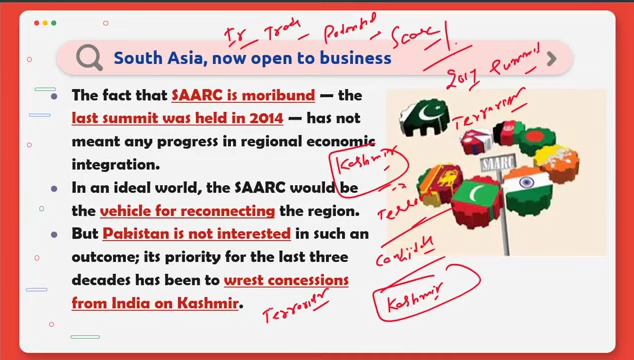 Trade Potential
South Asia, now open to business
Summit
Terrorism
The fact that SAARC is moribund — the
last summit was held in 2014 — has not
meant any progress in regional economic
integration.
Kashmir
SAARC
In an ideal world, the SAARC would be
the vehicle for reconnecting the region.
But Pakistan is not interested in such an
outcome; its priority for the last three
decades has been to wrest concessions
from India on Kashmir.
Kashmir
Terrorism